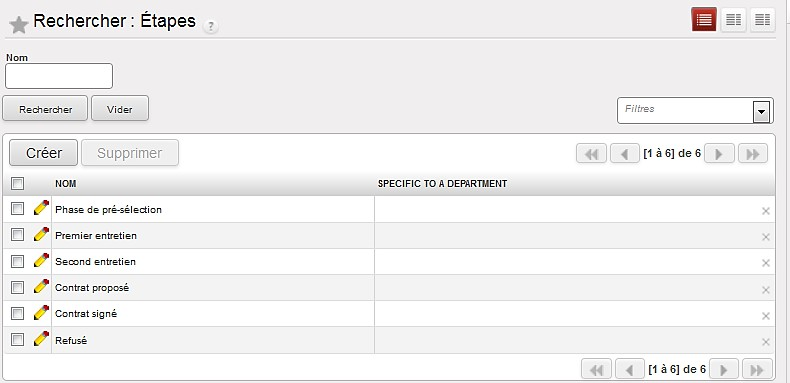 Rechercher : Étapes ?
Nom
Rechercher Vider
Filtres
Créer Supprimer [1 à 6] de 6
NOM SPECIFIC TO A DEPARTMENT
Phase de pré-sélection
Premier entretien
Second entretien
Contrat proposé
Contrat signé
Refusé
[1 à 6] de 6